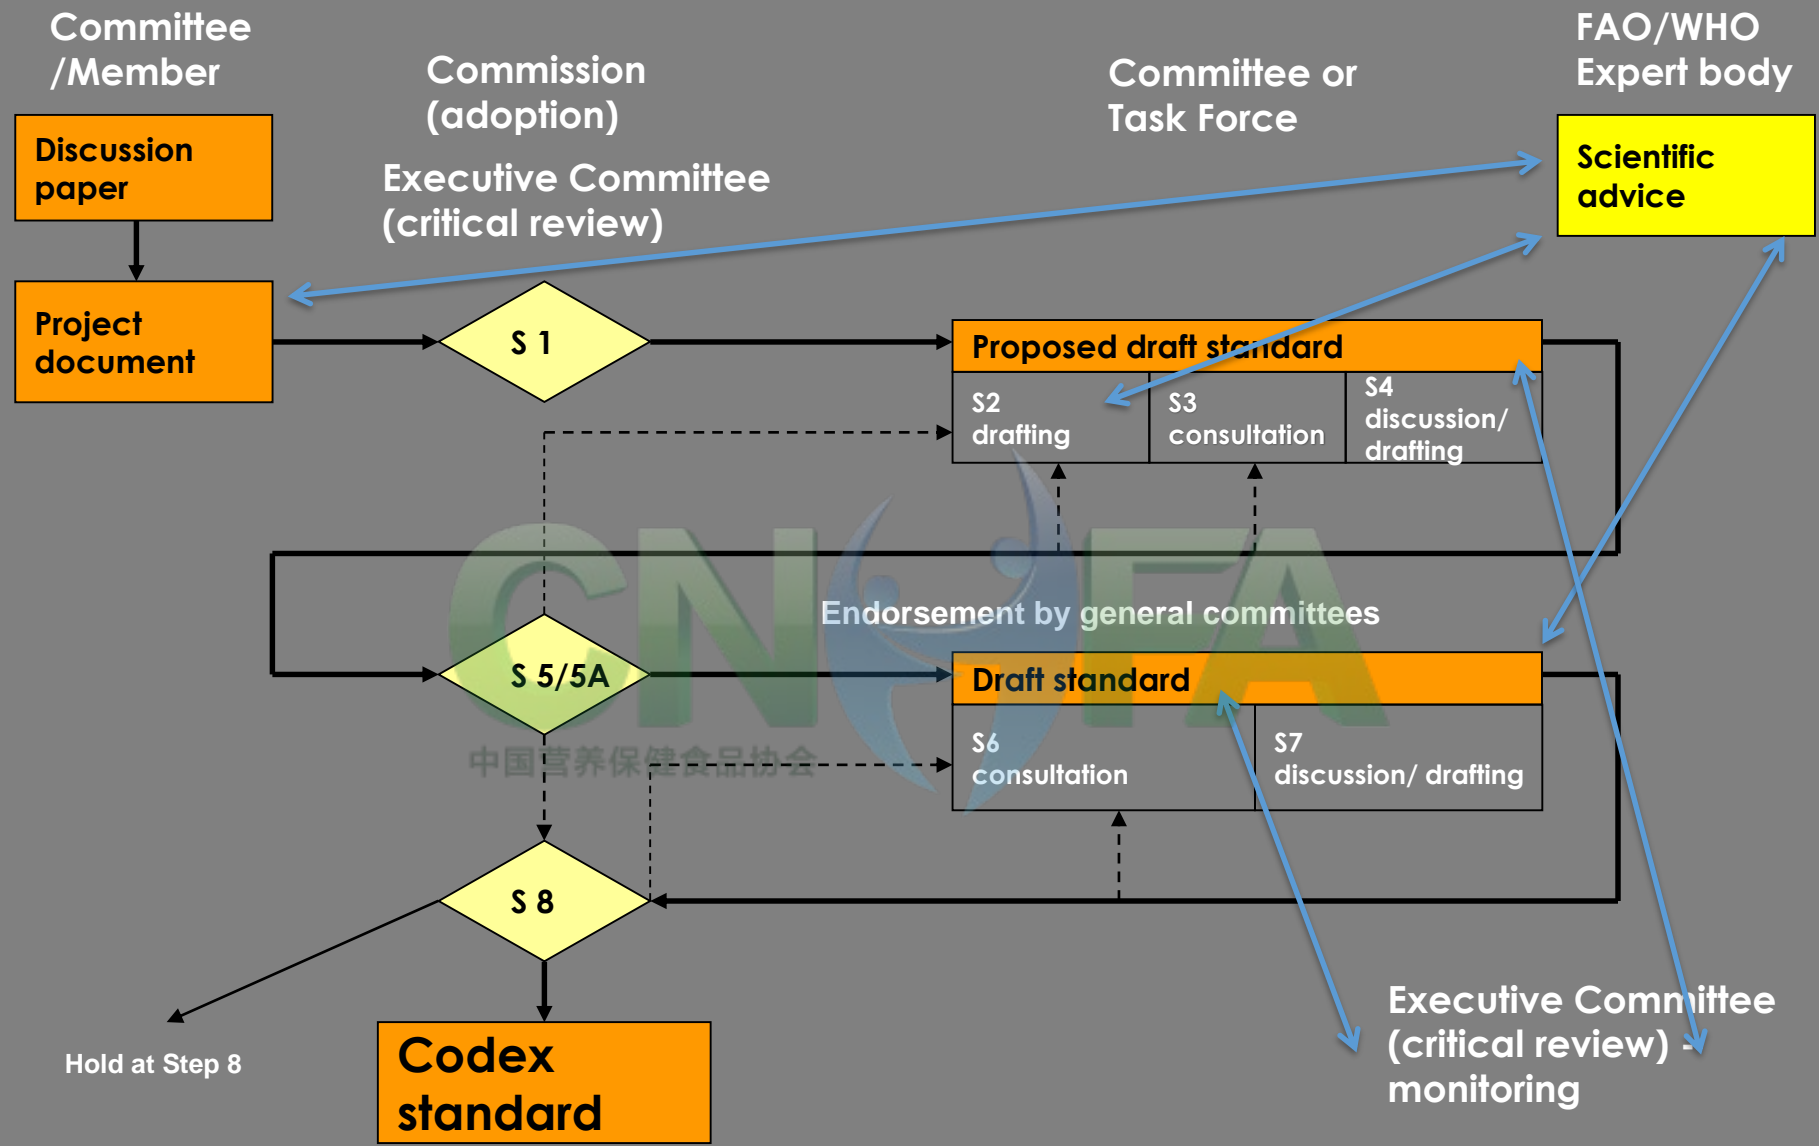 Committee
/Member
Commission
(adoption)
Committee or
Task Force
FAO/WHO
Expert body
Discussion
paper
Executive Committee
(critical review)
Scientific
advice
Project
document
S 1
Proposed draft standard
S2
drafting
S3
consultation
S4
discussion/
drafting
CNHFA
中国营养保健食品协会
Endorsement by general committees
S 5/5A
Draft standard
S6
consultation
S7
discussion/ drafting
S 8
Hold at Step 8
Codex
standard
Executive Committee
(critical review) -
monitoring